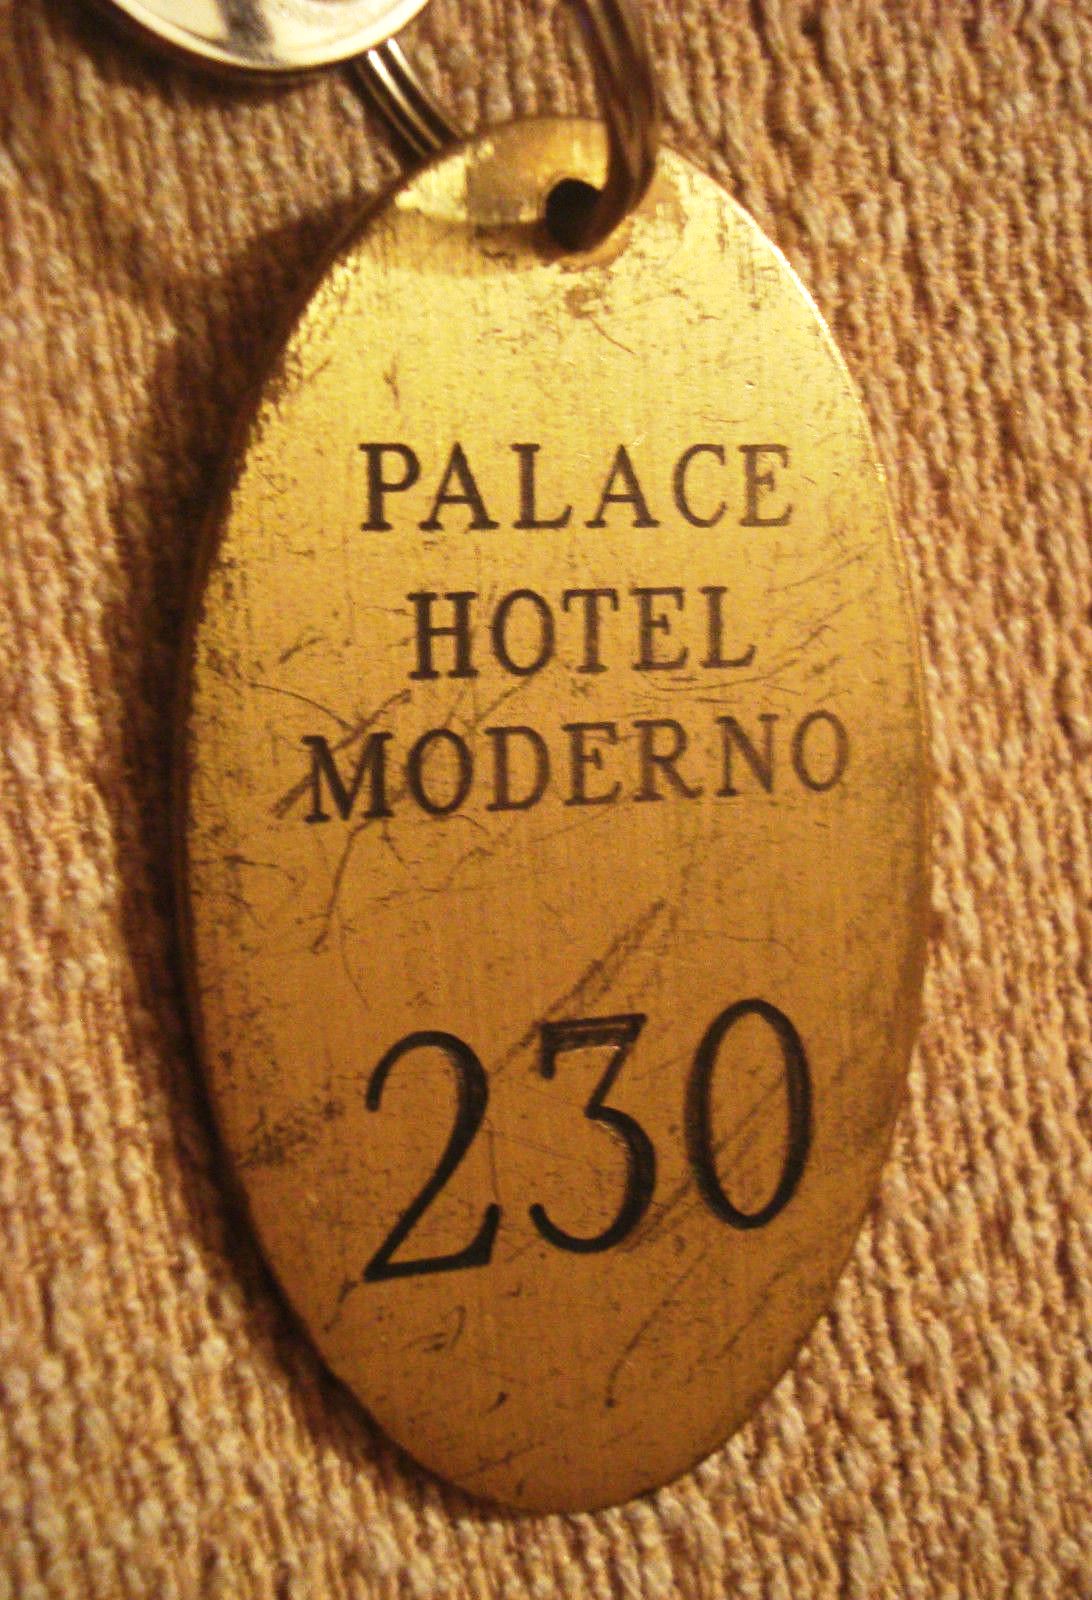 PALACE
HOTEL
MODERNO
230